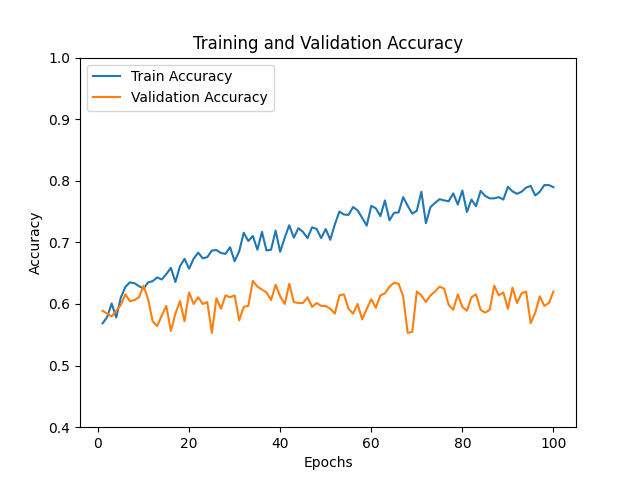 Training and Validation Accuracy
Train Accuracy
Validation Accuracy
1.0
0.9
0.8
0.7
0.6
0.5
0.4
Accuracy
0 20 40 60 80 100
Epochs